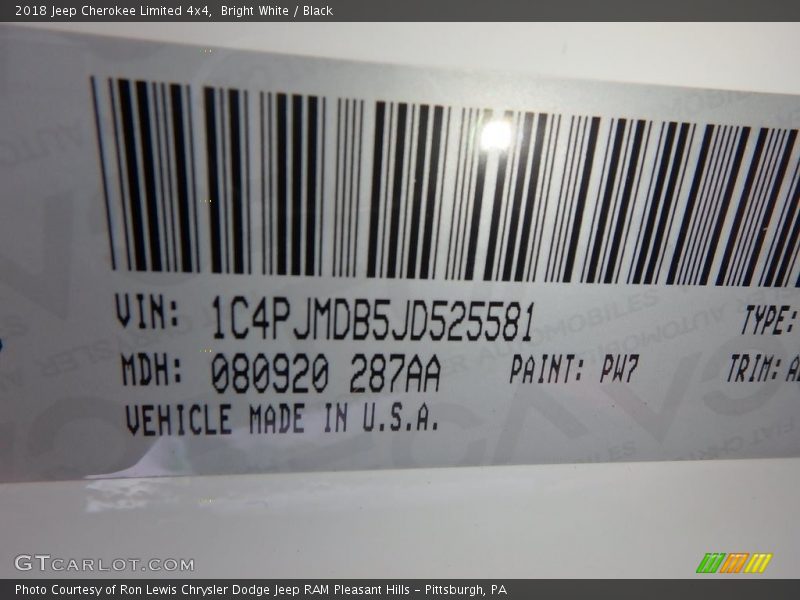 2018 Jeep Cherokee Limited 4x4, Bright White / Black
VIN: 1C4PJMDB5JD525581 TYPE:
MDH: 080920 287AA PAINT: PW7 TRIM:
VEHICLE MADE IN U.S.A.
GTCARLOT.COM
Photo Courtesy of Ron Lewis Chrysler Dodge Jeep RAM Pleasant Hills - Pittsburgh, PA